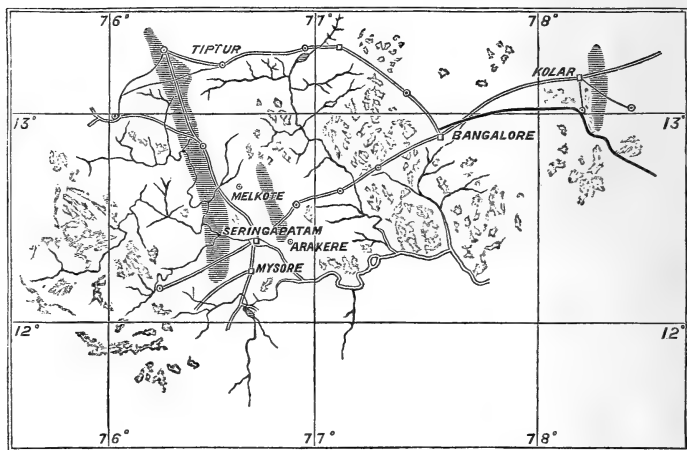 76° 77° 78°
TIPTUR
KOLAR
13° 13°
BANGALORE
MELKOTE
SERINGAPATAM
ARAKERE
MYSORE
12° 12°
76° 77° 78°